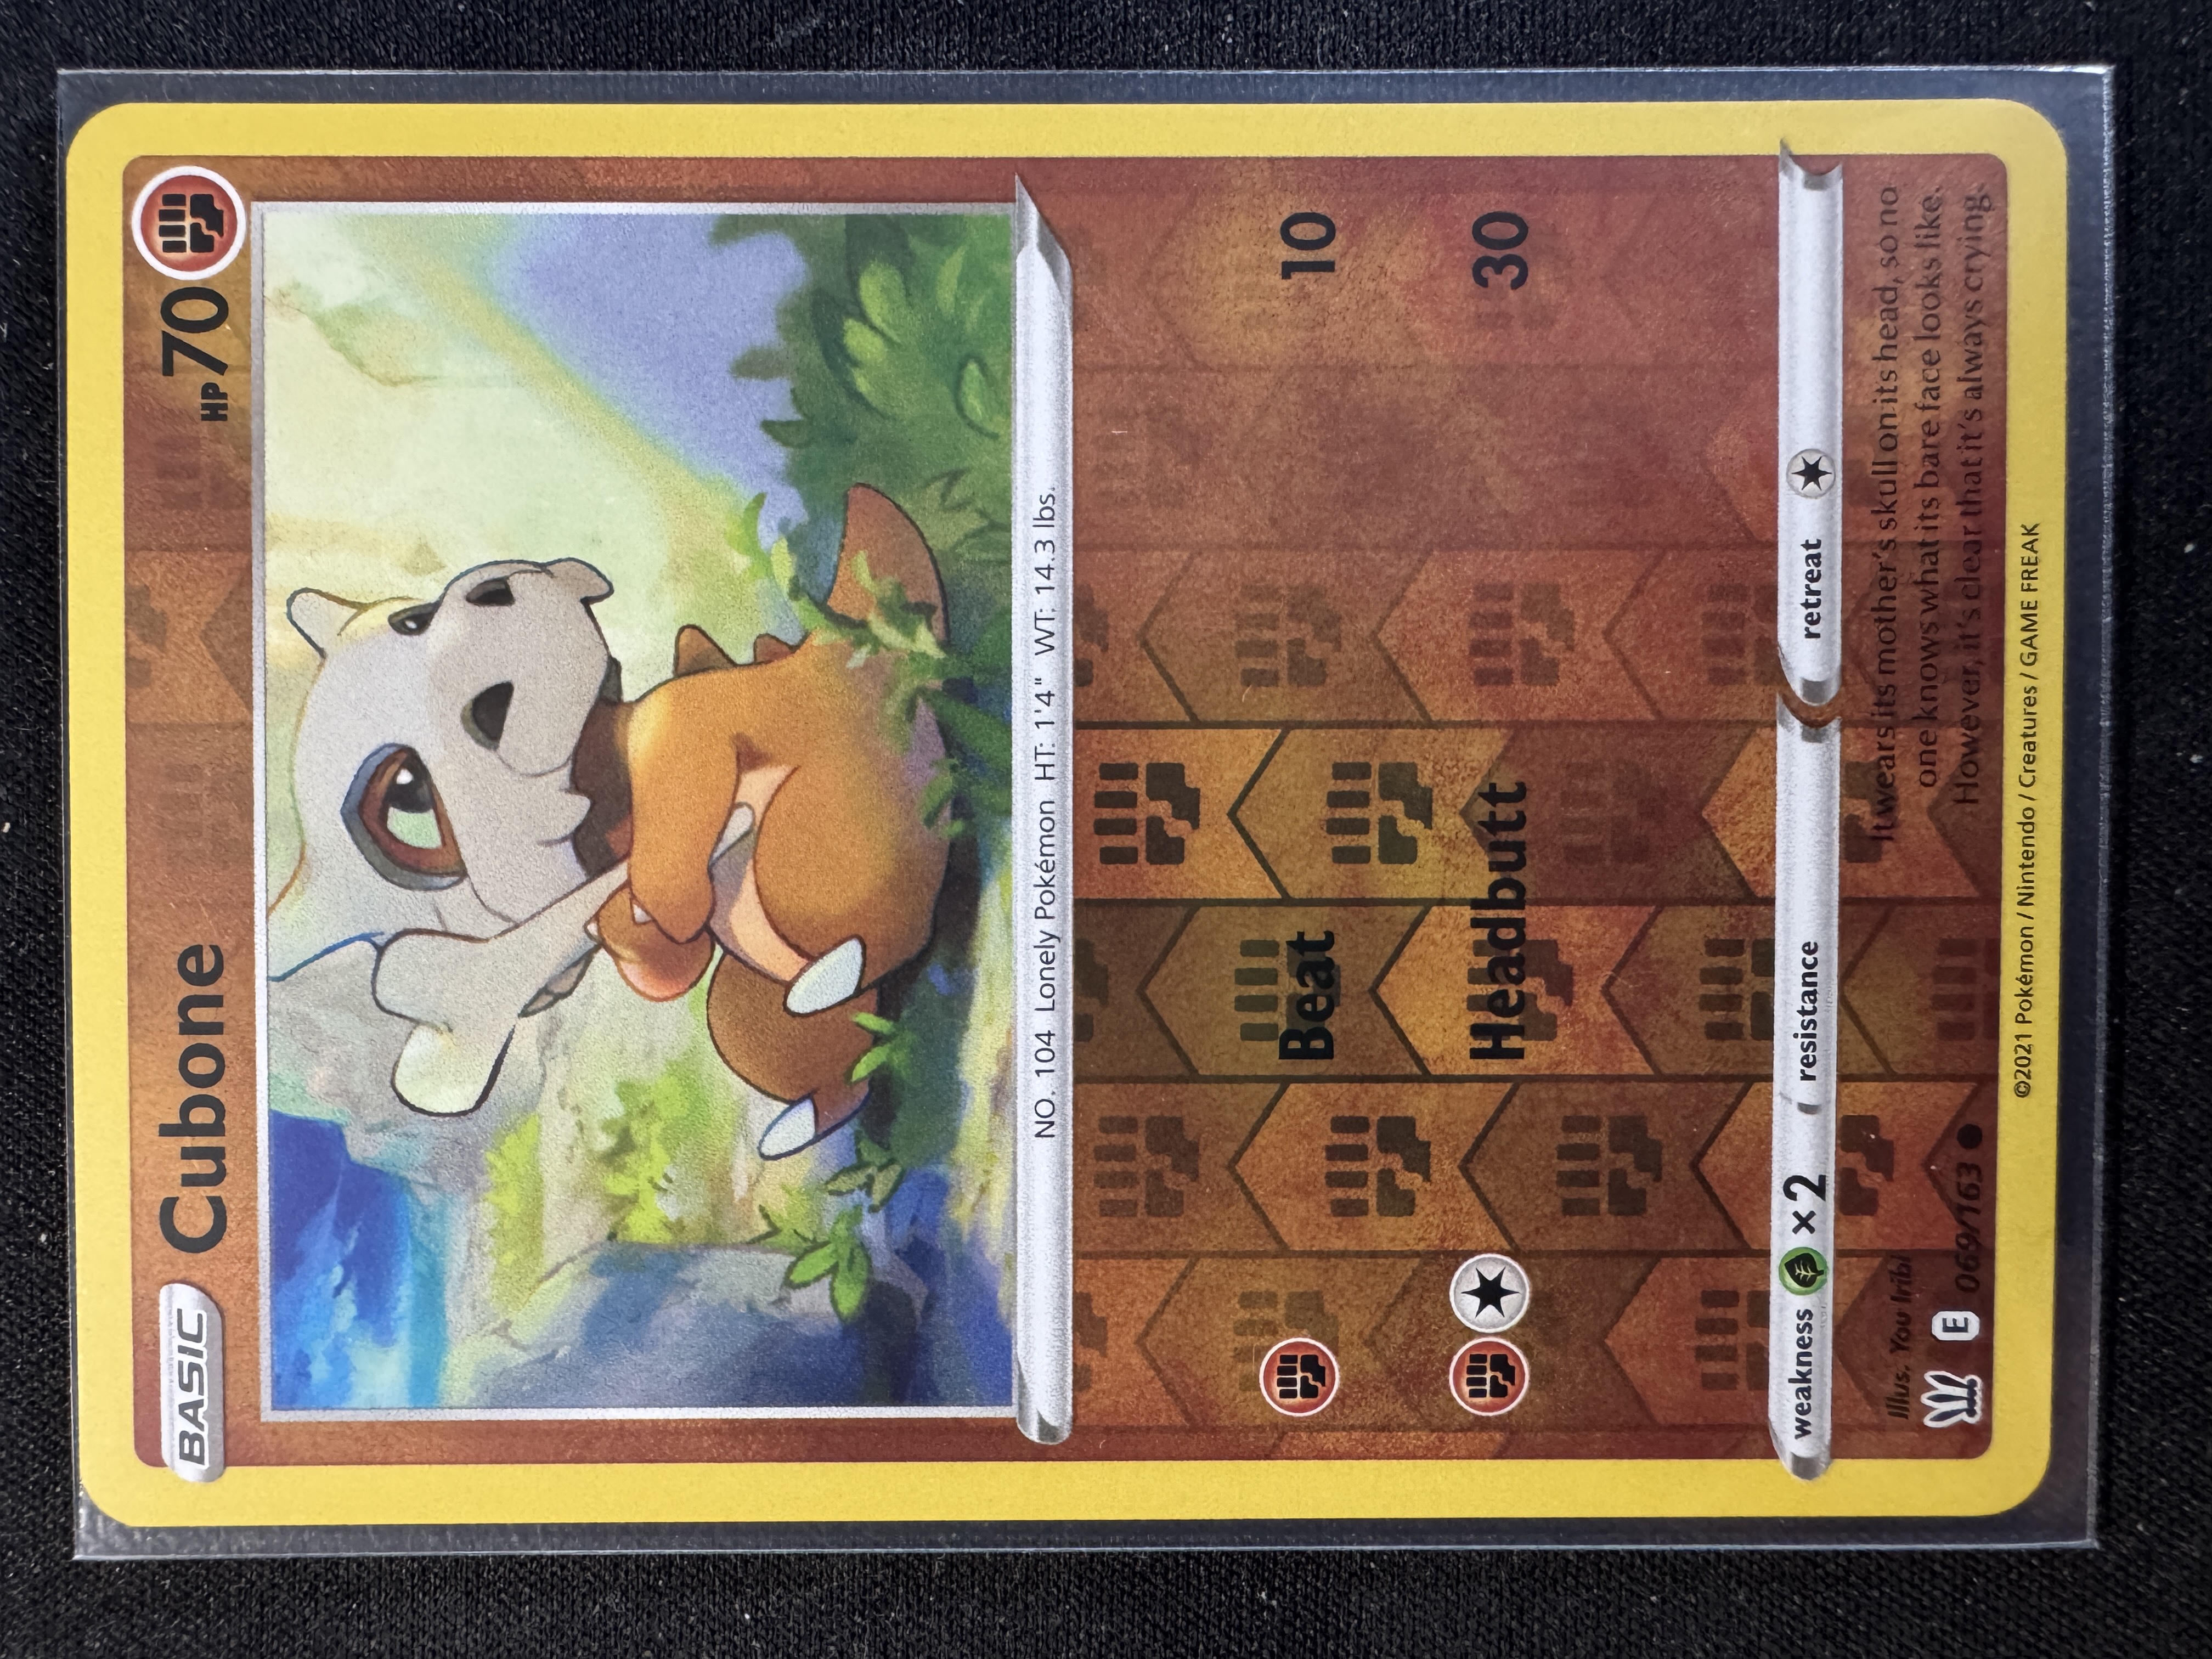 BASIC Cubone HP 70
NO. 104 Lonely Pokémon HT: 1'4" WT: 14.3 lbs.
Beat 10
Headbutt 30
weakness ×2 resistance retreat
It wears its mother's skull on its head, so no
one knows what its bare face looks like.
However, it's clear that it's always crying.
Illus. You Iribi
E 069/163
©2021 Pokémon / Nintendo / Creatures / GAME FREAK